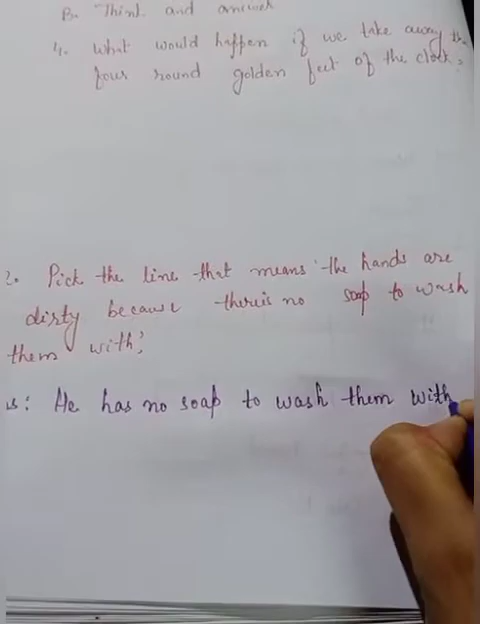 B. Think and answer
4. What would happen if we take away the
four round golden feet of the clock?
2. Pick the line that means 'the hands are
dirty because there is no soap to wash
them with?
s: He has no soap to wash them with